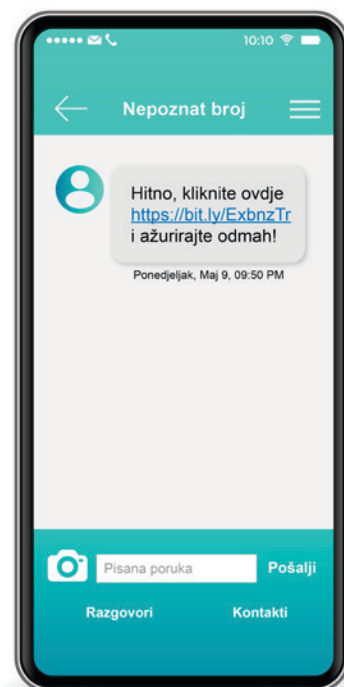 10:10
Nepoznat broj
Hitno, kliknite ovdje
https://bit.ly/ExbnzTr
i ažurirajte odmah!
Ponedjeljak, Maj 9, 09:50 PM
Pisana poruka
Pošalji
Razgovori
Kontakti